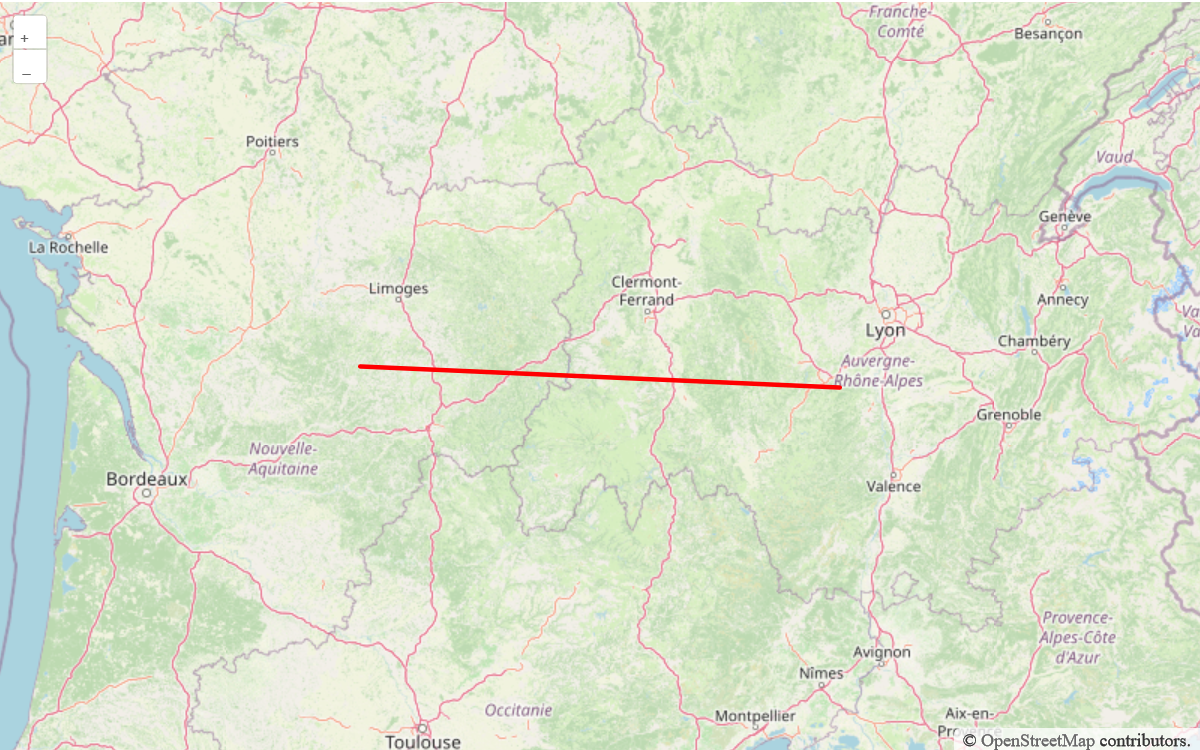 Franche-
Comté
Besançon
+
–
Poitiers
Vaud
Genève
La Rochelle
Limoges
Clermont-
Ferrand
Annecy
Lyon
Chambéry
Auvergne-
Rhône-Alpes
Grenoble
Nouvelle-
Aquitaine
Bordeaux
Valence
Provence-
Alpes-Côte
d'Azur
Avignon
Nîmes
Occitanie
Montpellier
Aix-en-
Toulouse
© OpenStreetMap contributors.